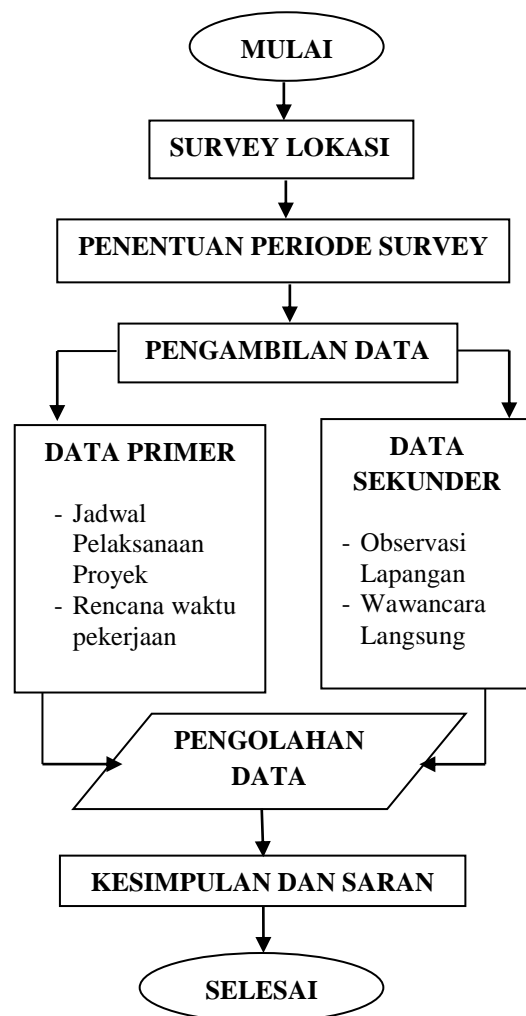 MULAI
SURVEY LOKASI
PENENTUAN PERIODE SURVEY
PENGAMBILAN DATA
DATA PRIMER
- Jadwal
Pelaksanaan
Proyek
- Rencana waktu
pekerjaan
DATA
SEKUNDER
- Observasi
Lapangan
- Wawancara
Langsung
PENGOLAHAN
DATA
KESIMPULAN DAN SARAN
SELESAI